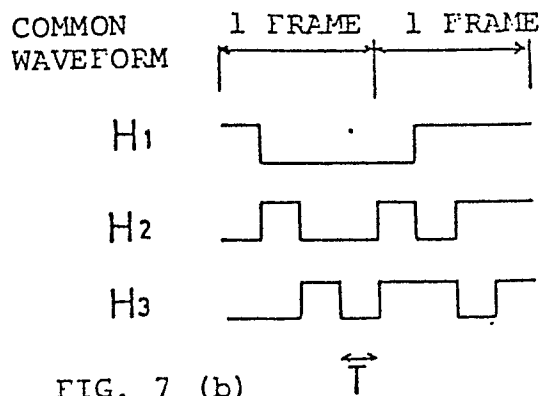 COMMON 1 FRAME 1 FRAME
WAVEFORM
H1
H2
H3
T
FIG. 7 (b)